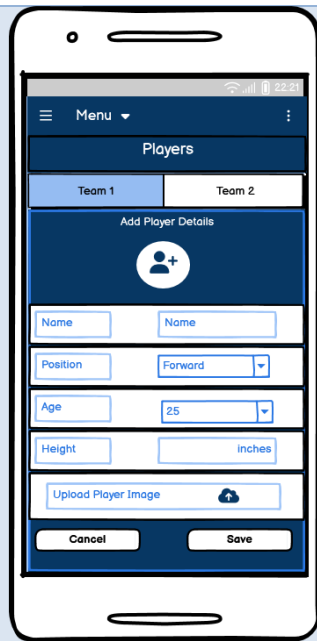 22:21
Menu
Players
Team 1 Team 2
Add Player Details
Name Name
Position Forward
Age 25
Height inches
Upload Player Image
Cancel Save